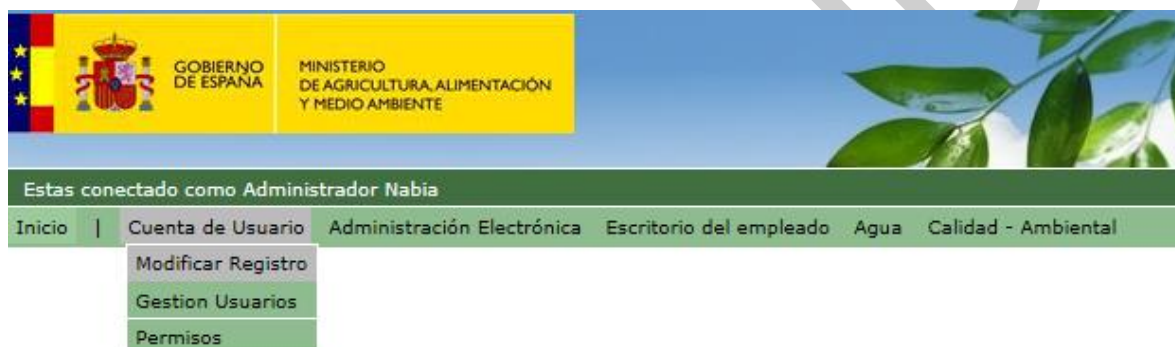 GOBIERNO
DE ESPAÑA
MINISTERIO
DE AGRICULTURA, ALIMENTACIÓN
Y MEDIO AMBIENTE
Estas conectado como Administrador Nabia
Inicio | Cuenta de Usuario Administración Electrónica Escritorio del empleado Agua Calidad - Ambiental
Modificar Registro
Gestion Usuarios
Permisos